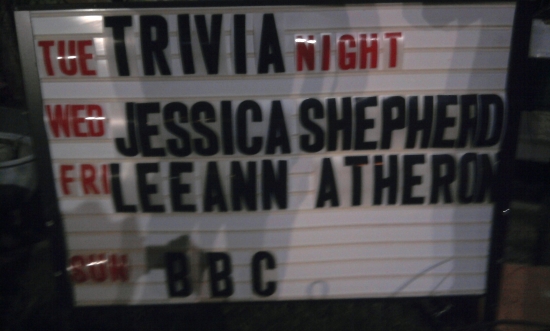 TUE TRIVIA NIGHT
WED JESSICA SHEPHERD
FRI LEEANN ATHERON
SUN BBC